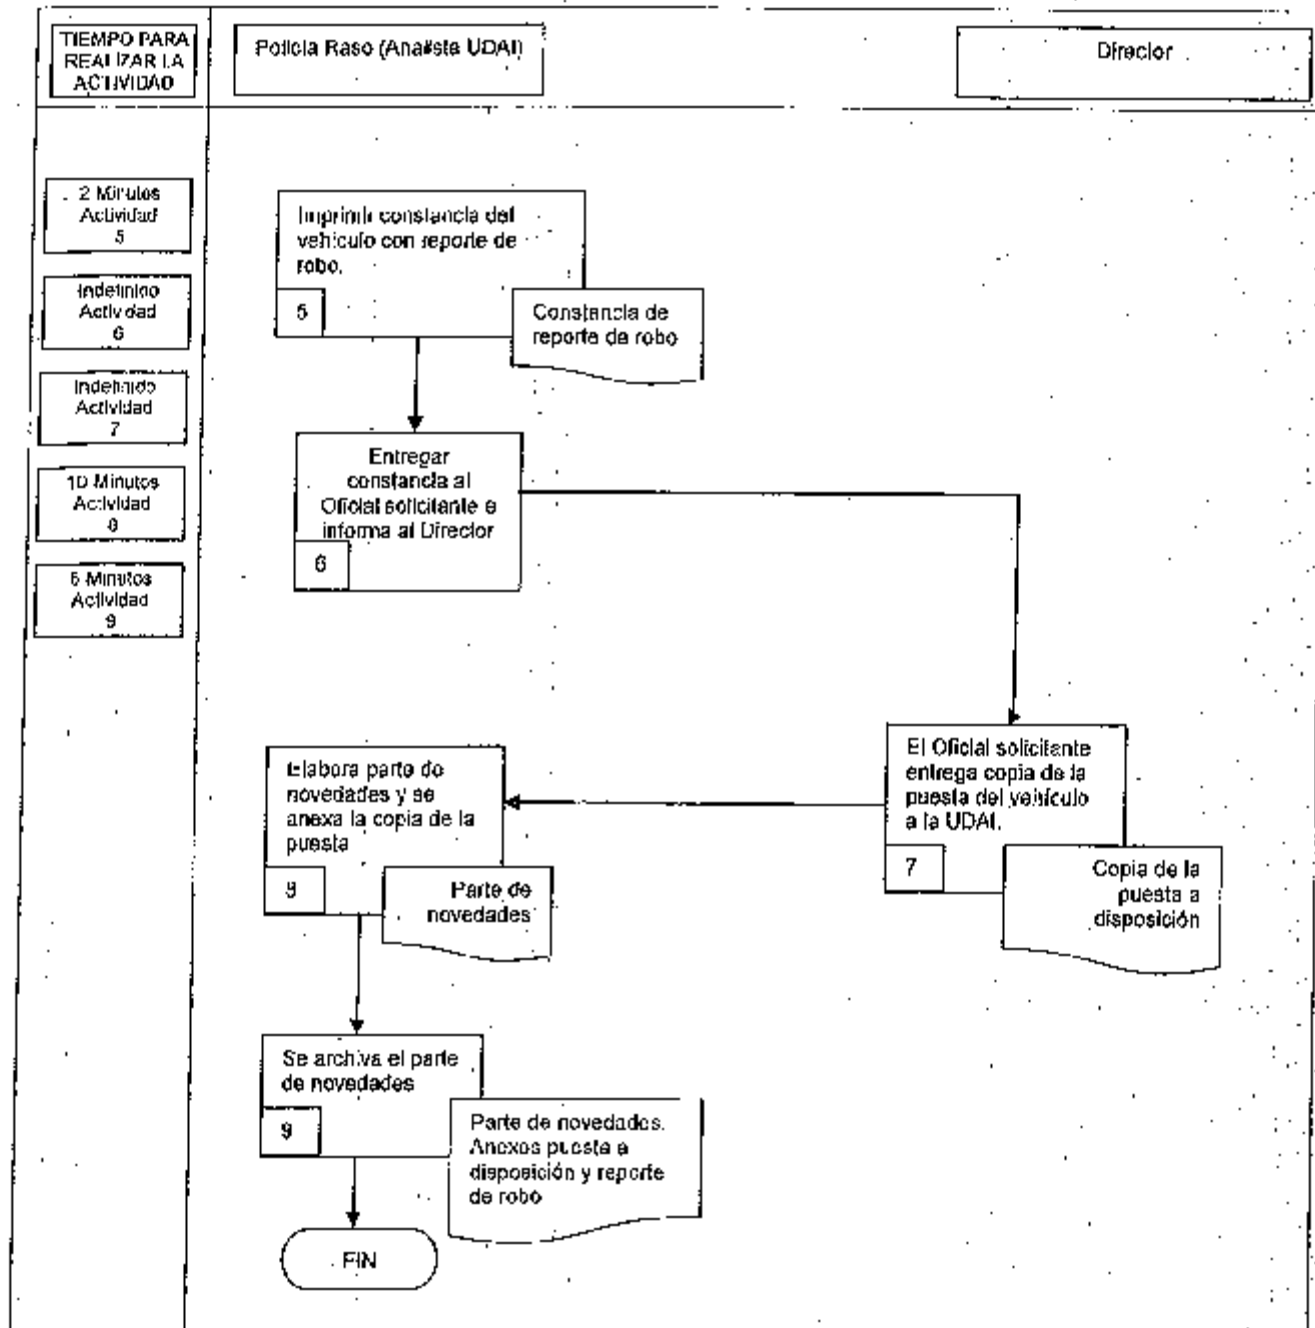 TIEMPO PARA
REALIZAR LA
ACTIVIDAD
Policía Raso (Analista UDAI)
Director
2 Minutos
Actividad
5
Indefinido
Actividad
6
Indefinido
Actividad
7
10 Minutos
Actividad
8
5 Minutos
Actividad
9
Imprimir constancia del
vehículo con reporte de
robo.
5
Constancia de
reporte de robo
Entregar
constancia al
Oficial solicitante e
informa al Director
6
El Oficial solicitante
entrega copia de la
puesta del vehículo
a la UDAI.
7
Copia de la
puesta a
disposición
Elabora parte de
novedades y se
anexa la copia de la
puesta
8
Parte de
novedades
Se archiva el parte
de novedades
9
Parte de novedades.
Anexos puesta a
disposición y reporte
de robo
FIN